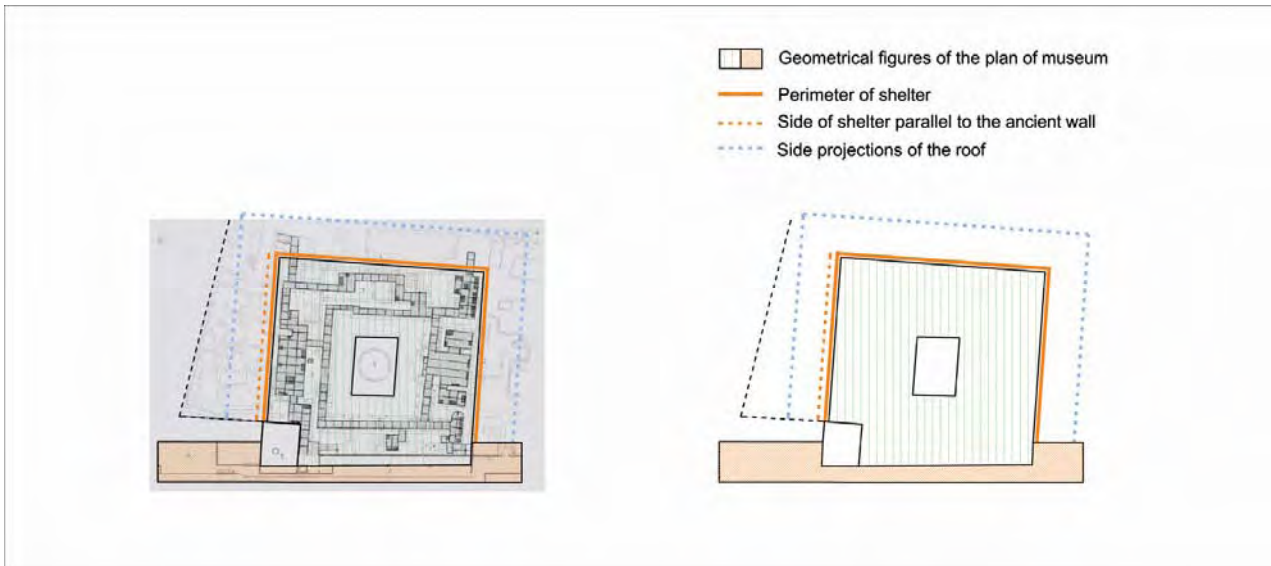 Geometrical figures of the plan of museum
Perimeter of shelter
Side of shelter parallel to the ancient wall
Side projections of the roof